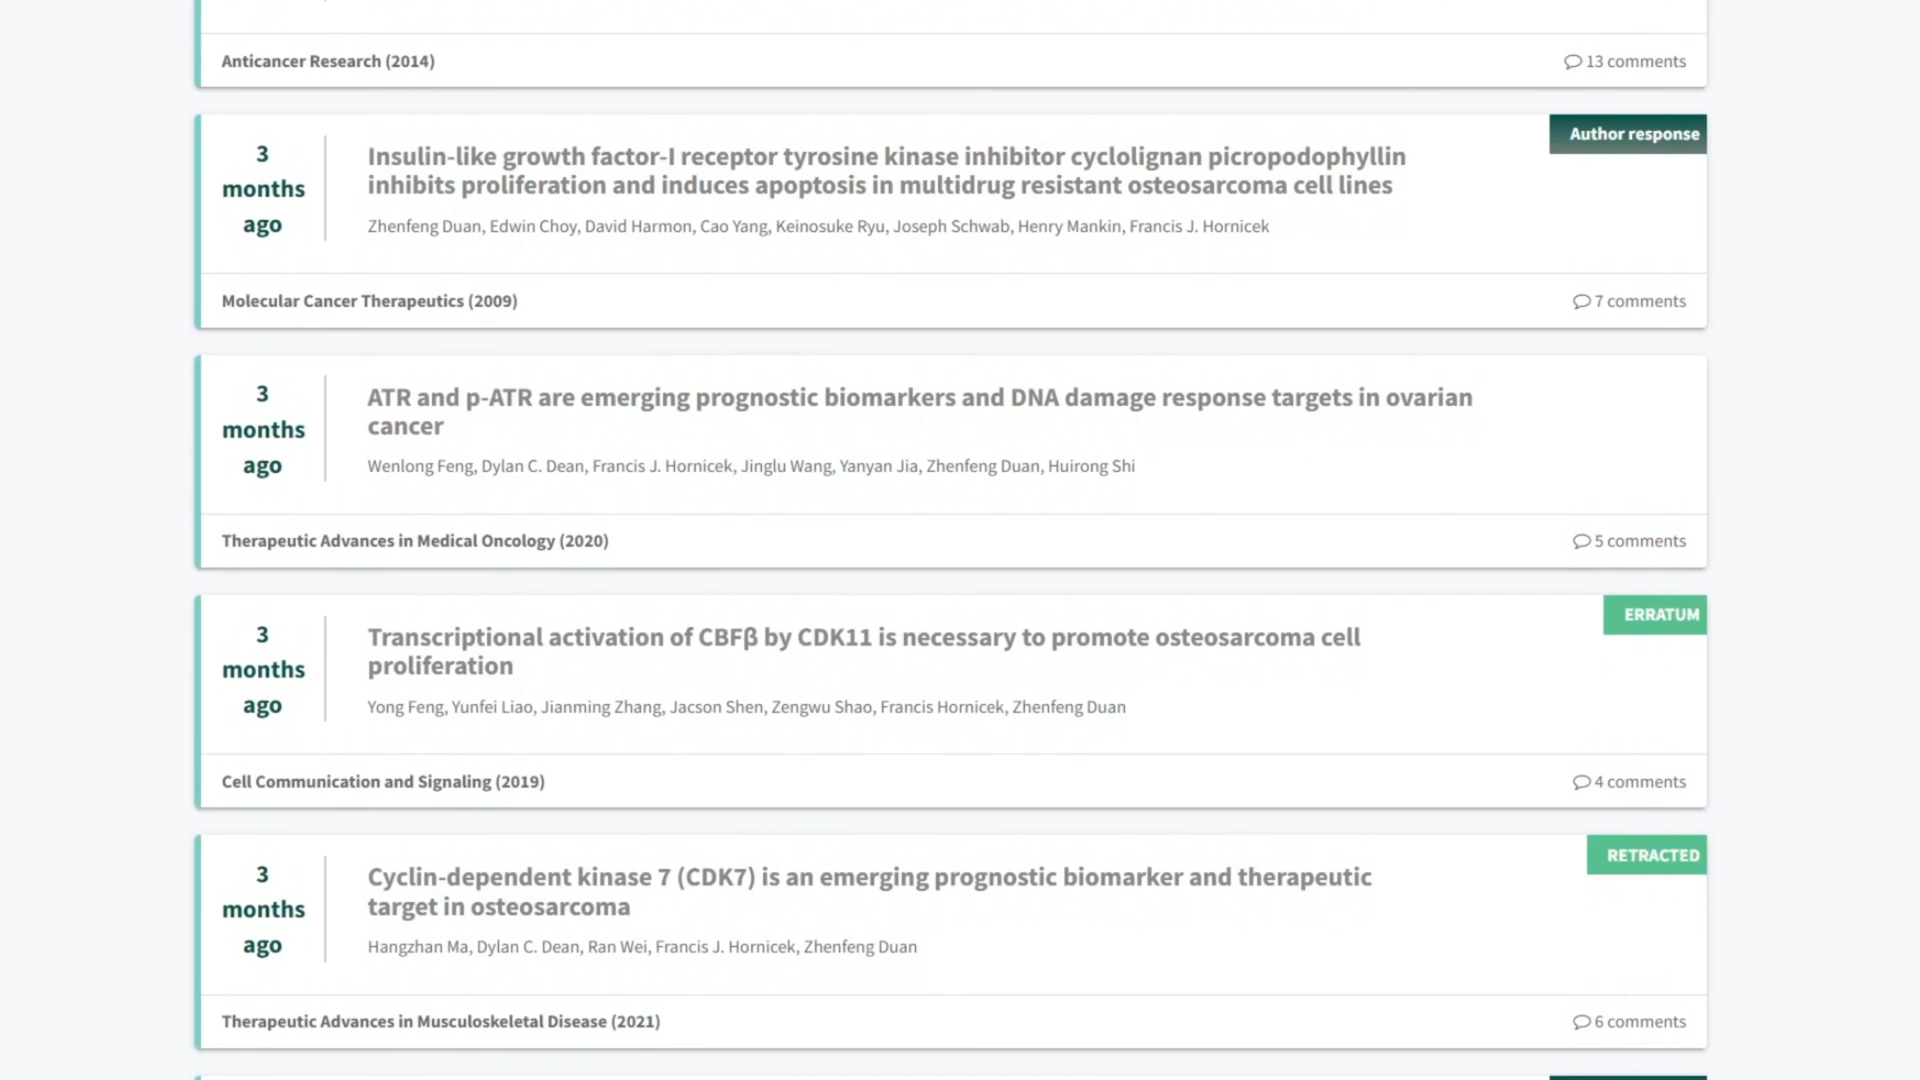 Anticancer Research (2014)
13 comments
Author response
3
months
ago
Insulin-like growth factor-I receptor tyrosine kinase inhibitor cyclolignan picropodophyllin
inhibits proliferation and induces apoptosis in multidrug resistant osteosarcoma cell lines
Zhenfeng Duan, Edwin Choy, David Harmon, Cao Yang, Keinosuke Ryu, Joseph Schwab, Henry Mankin, Francis J. Hornicek
Molecular Cancer Therapeutics (2009)
7 comments
3
months
ago
ATR and p-ATR are emerging prognostic biomarkers and DNA damage response targets in ovarian
cancer
Wenlong Feng, Dylan C. Dean, Francis J. Hornicek, Jinglu Wang, Yanyan Jia, Zhenfeng Duan, Huirong Shi
Therapeutic Advances in Medical Oncology (2020)
5 comments
ERRATUM
3
months
ago
Transcriptional activation of CBFβ by CDK11 is necessary to promote osteosarcoma cell
proliferation
Yong Feng, Yunfei Liao, Jianming Zhang, Jacson Shen, Zengwu Shao, Francis Hornicek, Zhenfeng Duan
Cell Communication and Signaling (2019)
4 comments
RETRACTED
3
months
ago
Cyclin-dependent kinase 7 (CDK7) is an emerging prognostic biomarker and therapeutic
target in osteosarcoma
Hangzhan Ma, Dylan C. Dean, Ran Wei, Francis J. Hornicek, Zhenfeng Duan
Therapeutic Advances in Musculoskeletal Disease (2021)
6 comments